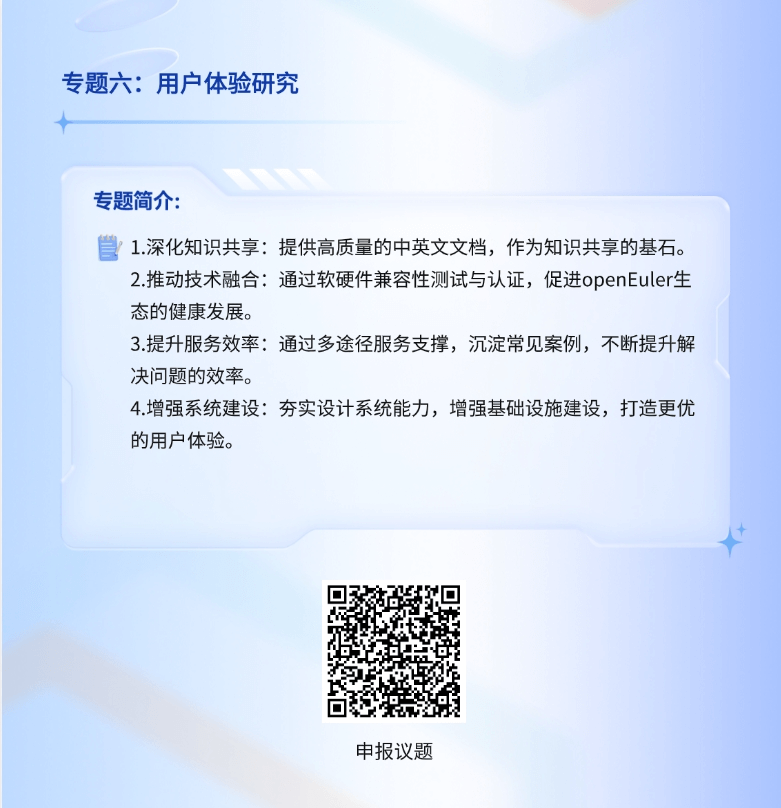 专题六：用户体验研究
专题简介:
1.深化知识共享：提供高质量的中英文文档，作为知识共享的基石。
2.推动技术融合：通过软硬件兼容性测试与认证，促进openEuler生
态的健康发展。
3.提升服务效率：通过多途径服务支撑，沉淀常见案例，不断提升解
决问题的效率。
4.增强系统建设：夯实设计系统能力，增强基础设施建设，打造更优
的用户体验。
申报议题